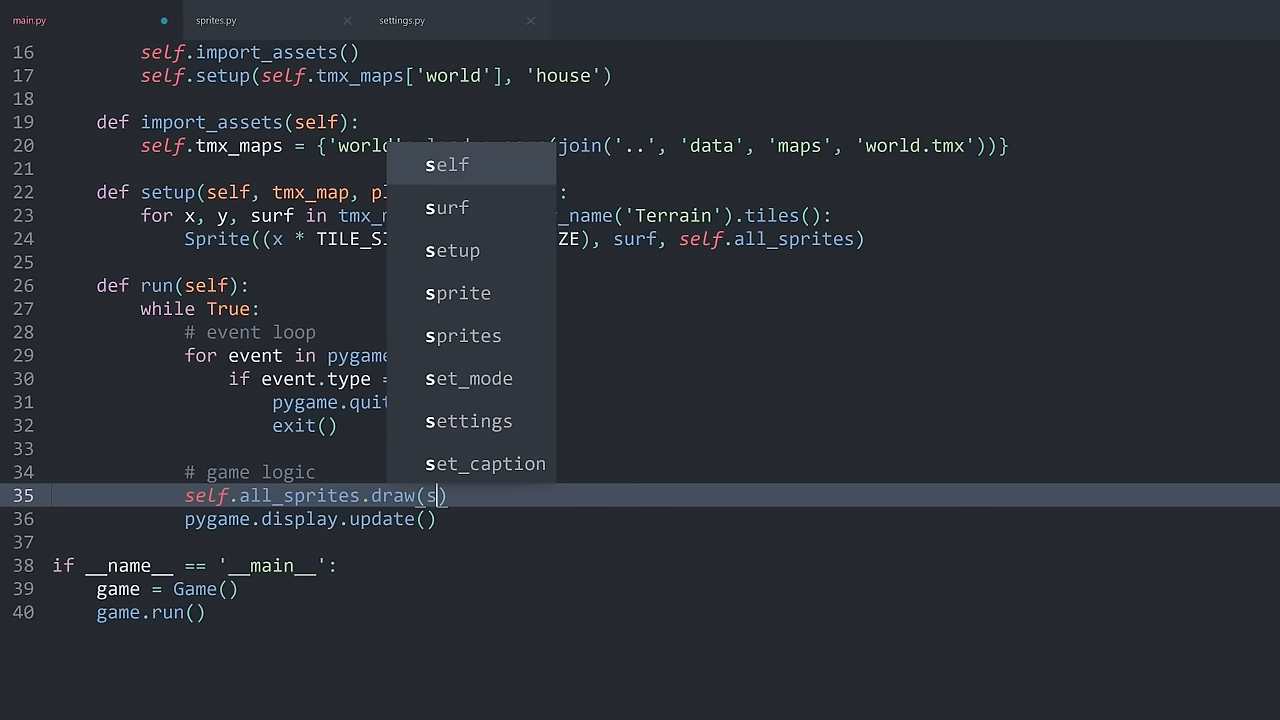 main.py
sprites.py
settings.py
16 self.import_assets()
17 self.setup(self.tmx_maps['world'], 'house')
18
19 def import_assets(self):
20 self.tmx_maps = {'world' join('..', 'data', 'maps', 'world.tmx'))}
21
22 def setup(self, tmx_map, pl :
23 for x, y, surf in tmx_m _name('Terrain').tiles():
24 Sprite((x * TILE_SI ZE), surf, self.all_sprites)
25
26 def run(self):
27 while True:
28 # event loop
29 for event in pygame
30 if event.type =
31 pygame.quit
32 exit()
33
34 # game logic
35 self.all_sprites.draw(s)
36 pygame.display.update()
37
38 if __name__ == '__main__':
39 game = Game()
40 game.run()
self
surf
setup
sprite
sprites
set_mode
settings
set_caption